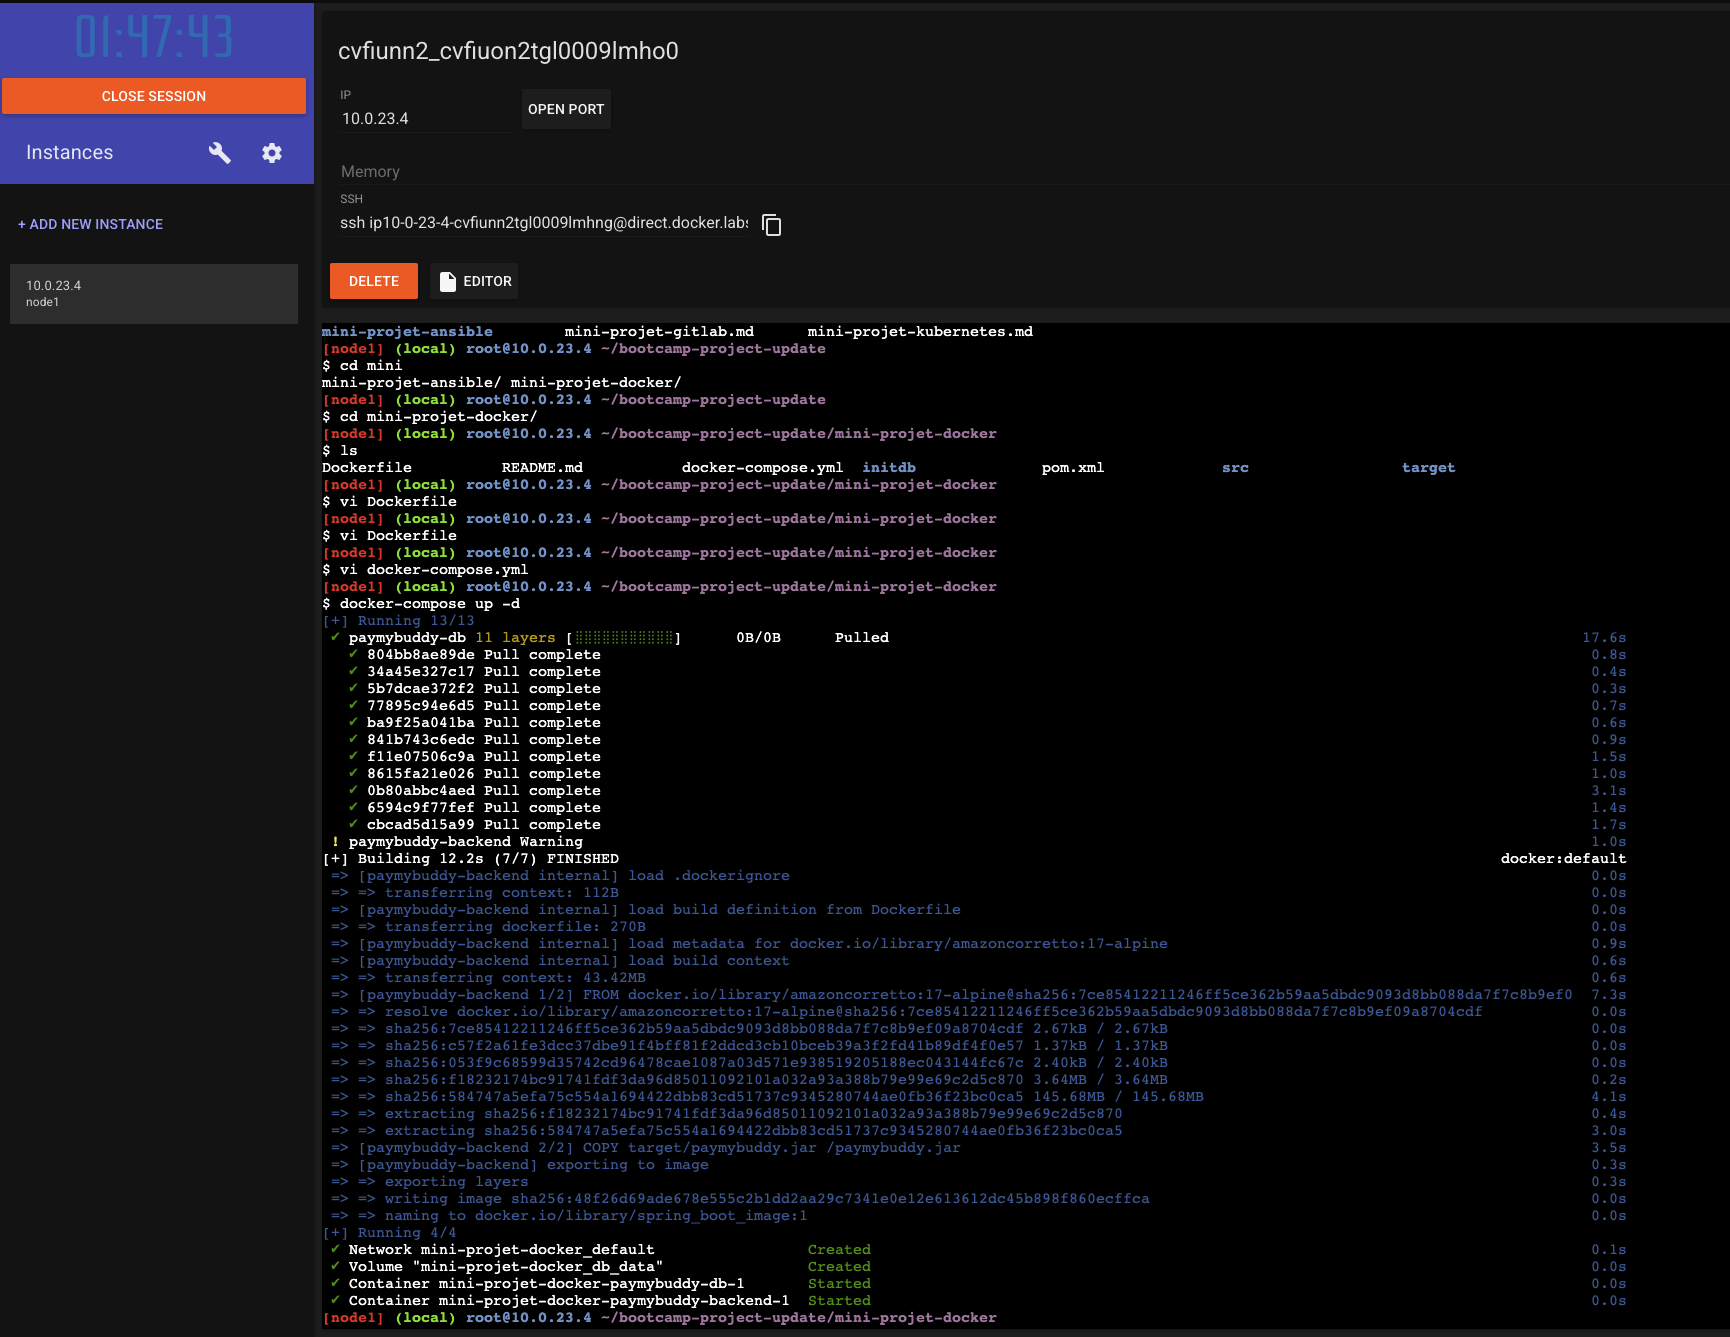 01:47:43
CLOSE SESSION
Instances
+ ADD NEW INSTANCE
10.0.23.4
node1
cvfiunn2_cvfiuon2tgl0009lmho0
IP
10.0.23.4
OPEN PORT
Memory
SSH
ssh ip10-0-23-4-cvfiunn2tgl0009lmhng@direct.docker.labs
DELETE
EDITOR
mini-projet-ansible mini-projet-gitlab.md mini-projet-kubernetes.md
[node1] (local) root@10.0.23.4 ~/bootcamp-project-update
$ cd mini
mini-projet-ansible/ mini-projet-docker/
[node1] (local) root@10.0.23.4 ~/bootcamp-project-update
$ cd mini-projet-docker/
[node1] (local) root@10.0.23.4 ~/bootcamp-project-update/mini-projet-docker
$ ls
Dockerfile README.md docker-compose.yml initdb pom.xml src target
[node1] (local) root@10.0.23.4 ~/bootcamp-project-update/mini-projet-docker
$ vi Dockerfile
[node1] (local) root@10.0.23.4 ~/bootcamp-project-update/mini-projet-docker
$ vi Dockerfile
[node1] (local) root@10.0.23.4 ~/bootcamp-project-update/mini-projet-docker
$ vi docker-compose.yml
[node1] (local) root@10.0.23.4 ~/bootcamp-project-update/mini-projet-docker
$ docker-compose up -d
[+] Running 13/13
✔ paymybuddy-db 11 layers [⣿⣿⣿⣿⣿⣿⣿⣿⣿⣿⣿] 0B/0B Pulled 17.6s
✔ 804bb8ae89de Pull complete 0.8s
✔ 34a45e327c17 Pull complete 0.4s
✔ 5b7dcae372f2 Pull complete 0.3s
✔ 77895c94e6d5 Pull complete 0.7s
✔ ba9f25a041ba Pull complete 0.6s
✔ 841b743c6edc Pull complete 0.9s
✔ f11e07506c9a Pull complete 1.5s
✔ 8615fa21e026 Pull complete 1.0s
✔ 0b80abbc4aed Pull complete 3.1s
✔ 6594c9f77fef Pull complete 1.4s
✔ cbcad5d15a99 Pull complete 1.7s
! paymybuddy-backend Warning 1.0s
[+] Building 12.2s (7/7) FINISHED docker:default
=> [paymybuddy-backend internal] load .dockerignore 0.0s
=> => transferring context: 112B 0.0s
=> [paymybuddy-backend internal] load build definition from Dockerfile 0.0s
=> => transferring dockerfile: 270B 0.0s
=> [paymybuddy-backend internal] load metadata for docker.io/library/amazoncorretto:17-alpine 0.9s
=> [paymybuddy-backend internal] load build context 0.6s
=> => transferring context: 43.42MB 0.6s
=> [paymybuddy-backend 1/2] FROM docker.io/library/amazoncorretto:17-alpine@sha256:7ce85412211246ff5ce362b59aa5dbdc9093d8bb088da7f7c8b9ef0 7.3s
=> => resolve docker.io/library/amazoncorretto:17-alpine@sha256:7ce85412211246ff5ce362b59aa5dbdc9093d8bb088da7f7c8b9ef09a8704cdf 0.0s
=> => sha256:7ce85412211246ff5ce362b59aa5dbdc9093d8bb088da7f7c8b9ef09a8704cdf 2.67kB / 2.67kB 0.0s
=> => sha256:c57f2a61fe3dcc37dbe91f4bff81f2ddcd3cb10bceb39a3f2fd41b89df4f0e57 1.37kB / 1.37kB 0.0s
=> => sha256:053f9c68599d35742cd96478cae1087a03d571e938519205188ec043144fc67c 2.40kB / 2.40kB 0.0s
=> => sha256:f18232174bc91741fdf3da96d85011092101a032a93a388b79e99e69c2d5c870 3.64MB / 3.64MB 0.2s
=> => sha256:584747a5efa75c554a1694422dbb83cd51737c9345280744ae0fb36f23bc0ca5 145.68MB / 145.68MB 4.1s
=> => extracting sha256:f18232174bc91741fdf3da96d85011092101a032a93a388b79e99e69c2d5c870 0.4s
=> => extracting sha256:584747a5efa75c554a1694422dbb83cd51737c9345280744ae0fb36f23bc0ca5 3.0s
=> [paymybuddy-backend 2/2] COPY target/paymybuddy.jar /paymybuddy.jar 3.5s
=> [paymybuddy-backend] exporting to image 0.3s
=> => exporting layers 0.3s
=> => writing image sha256:48f26d69ade678e555c2b1dd2aa29c7341e0e12e613612dc45b898f860ecffca 0.0s
=> => naming to docker.io/library/spring_boot_image:1 0.0s
[+] Running 4/4
✔ Network mini-projet-docker_default Created 0.1s
✔ Volume "mini-projet-docker_db_data" Created 0.0s
✔ Container mini-projet-docker-paymybuddy-db-1 Started 0.0s
✔ Container mini-projet-docker-paymybuddy-backend-1 Started 0.0s
[node1] (local) root@10.0.23.4 ~/bootcamp-project-update/mini-projet-docker